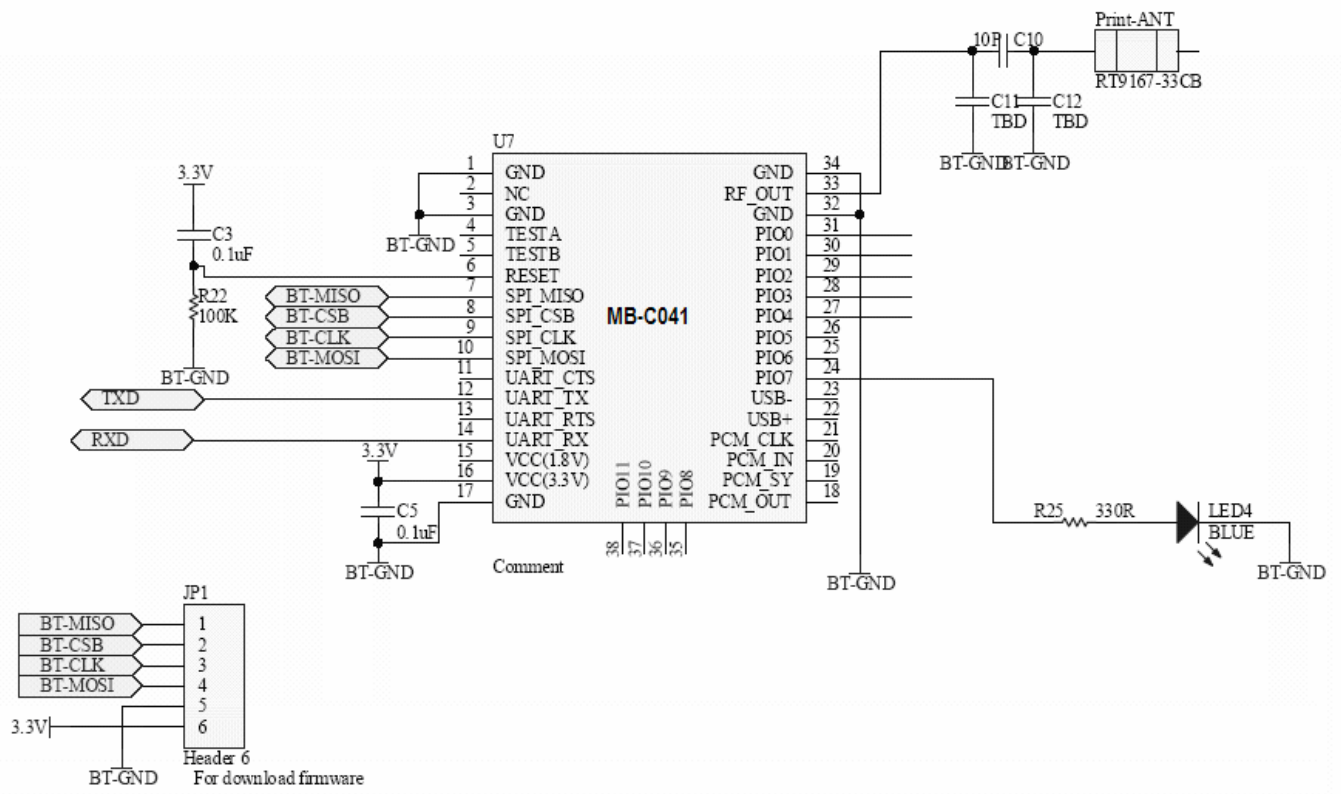 Print-ANT
10P C10
RT9167-33CB
C11
TBD
C12
TBD
BT-GND
BT-GND
U7
3.3V
C3
0.1uF
R22
100K
BT-GND
BT-GND
1 GND
2 NC
3 GND
4 TESTA
5 TESTB
6 RESET
7 SPI_MISO
8 SPI_CSB
9 SPI_CLK
10 SPI_MOSI
11 UART_CTS
12 UART_TX
13 UART_RTS
14 UART_RX
15 VCC(1.8V)
16 VCC(3.3V)
17 GND
BT-MISO
BT-CSB
BT-CLK
BT-MOSI
TXD
RXD
MB-C041
GND 34
RF_OUT 33
GND 32
PIO0 31
PIO1 30
PIO2 29
PIO3 28
PIO4 27
PIO5 26
PIO6 25
PIO7 24
USB- 23
USB+ 22
PCM_CLK 21
PCM_IN 20
PCM_SY 19
PCM_OUT 18
PIO11
PIO10
PIO9
PIO8
38
37
36
35
Comment
3.3V
C5
0.1uF
BT-GND
BT-GND
R25 330R
LED4
BLUE
BT-GND
JP1
BT-MISO 1
BT-CSB 2
BT-CLK 3
BT-MOSI 4
5
3.3V 6
BT-GND
Header 6
For download firmware